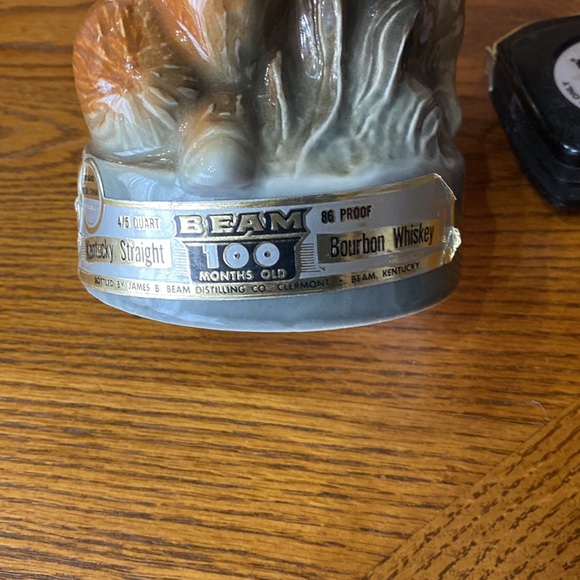 4/5 QUART BEAM 86 PROOF
Kentucky Straight 100 Bourbon Whiskey
MONTHS OLD
BOTTLED BY JAMES B. BEAM DISTILLING CO., CLERMONT BEAM, KENTUCKY
ONLY